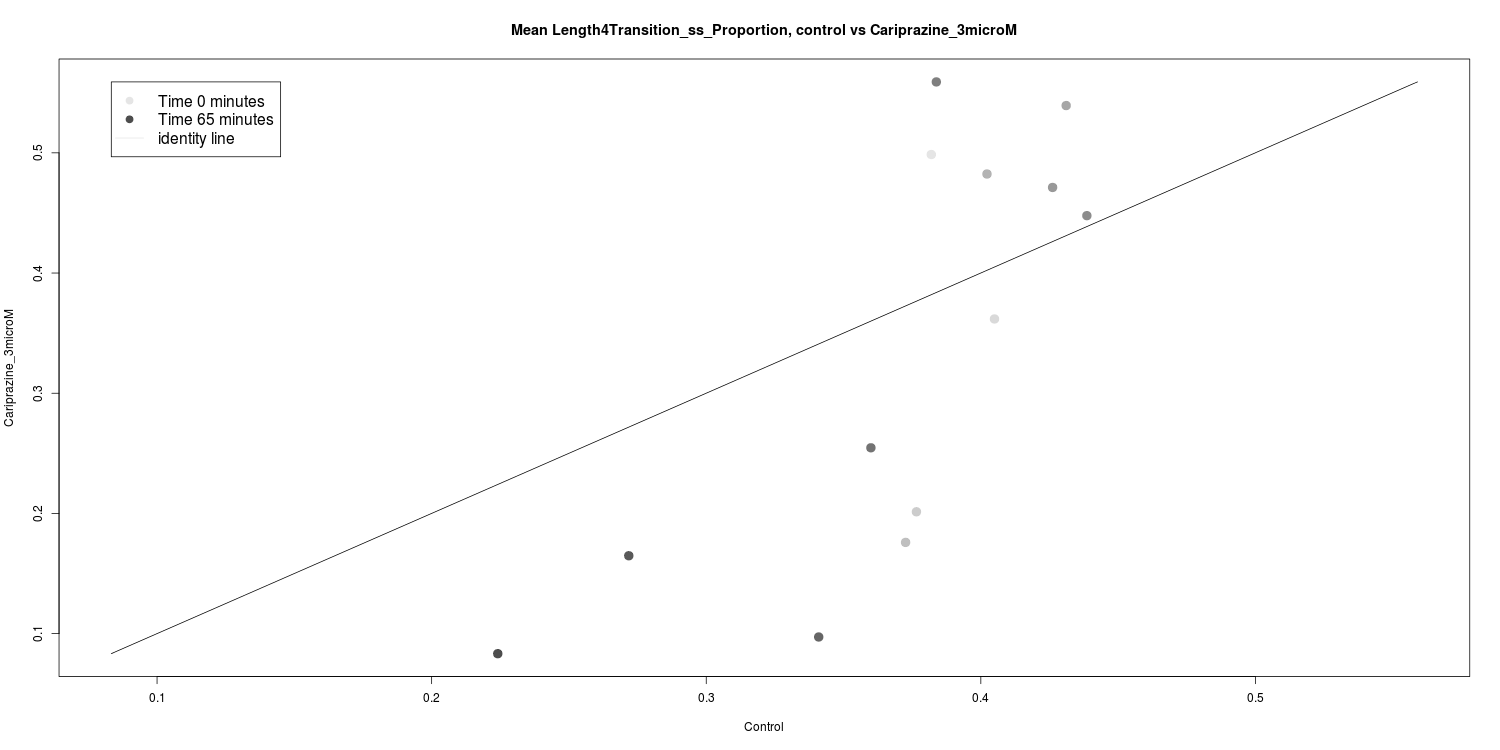 Mean Length4Transition_ss_Proportion, control vs Cariprazine_3microM
Time 0 minutes
Time 65 minutes
identity line
Cariprazine_3microM
0.5
0.4
0.3
0.2
0.1
0.1 0.2 0.3 0.4 0.5
Control